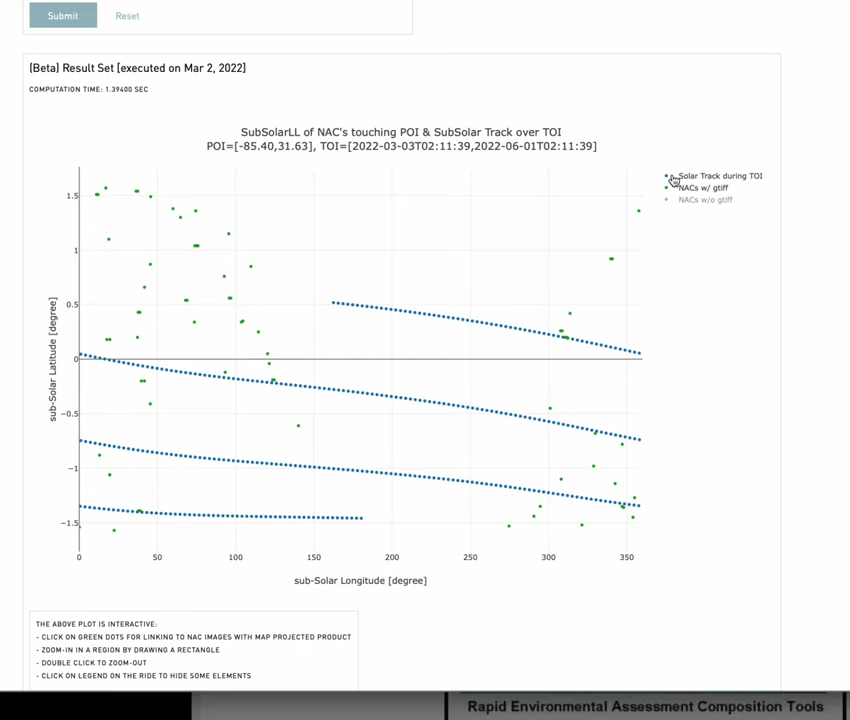 Submit Reset
(Beta) Result Set [executed on Mar 2, 2022]
COMPUTATION TIME: 1.39400 SEC
SubSolarLL of NAC's touching POI & SubSolar Track over TOI
POI=[-85.40,31.63], TOI=[2022-03-03T02:11:39,2022-06-01T02:11:39]
Solar Track during TOI
NACs w/ gtiff
NACs w/o gtiff
1.5
1
0.5
0
−0.5
−1
−1.5
sub-Solar Latitude [degree]
0 50 100 150 200 250 300 350
sub-Solar Longitude [degree]
THE ABOVE PLOT IS INTERACTIVE:
- CLICK ON GREEN DOTS FOR LINKING TO NAC IMAGES WITH MAP PROJECTED PRODUCT
- ZOOM-IN IN A REGION BY DRAWING A RECTANGLE
- DOUBLE CLICK TO ZOOM-OUT
- CLICK ON LEGEND ON THE RIDE TO HIDE SOME ELEMENTS
Rapid Environmental Assessment Composition Tools